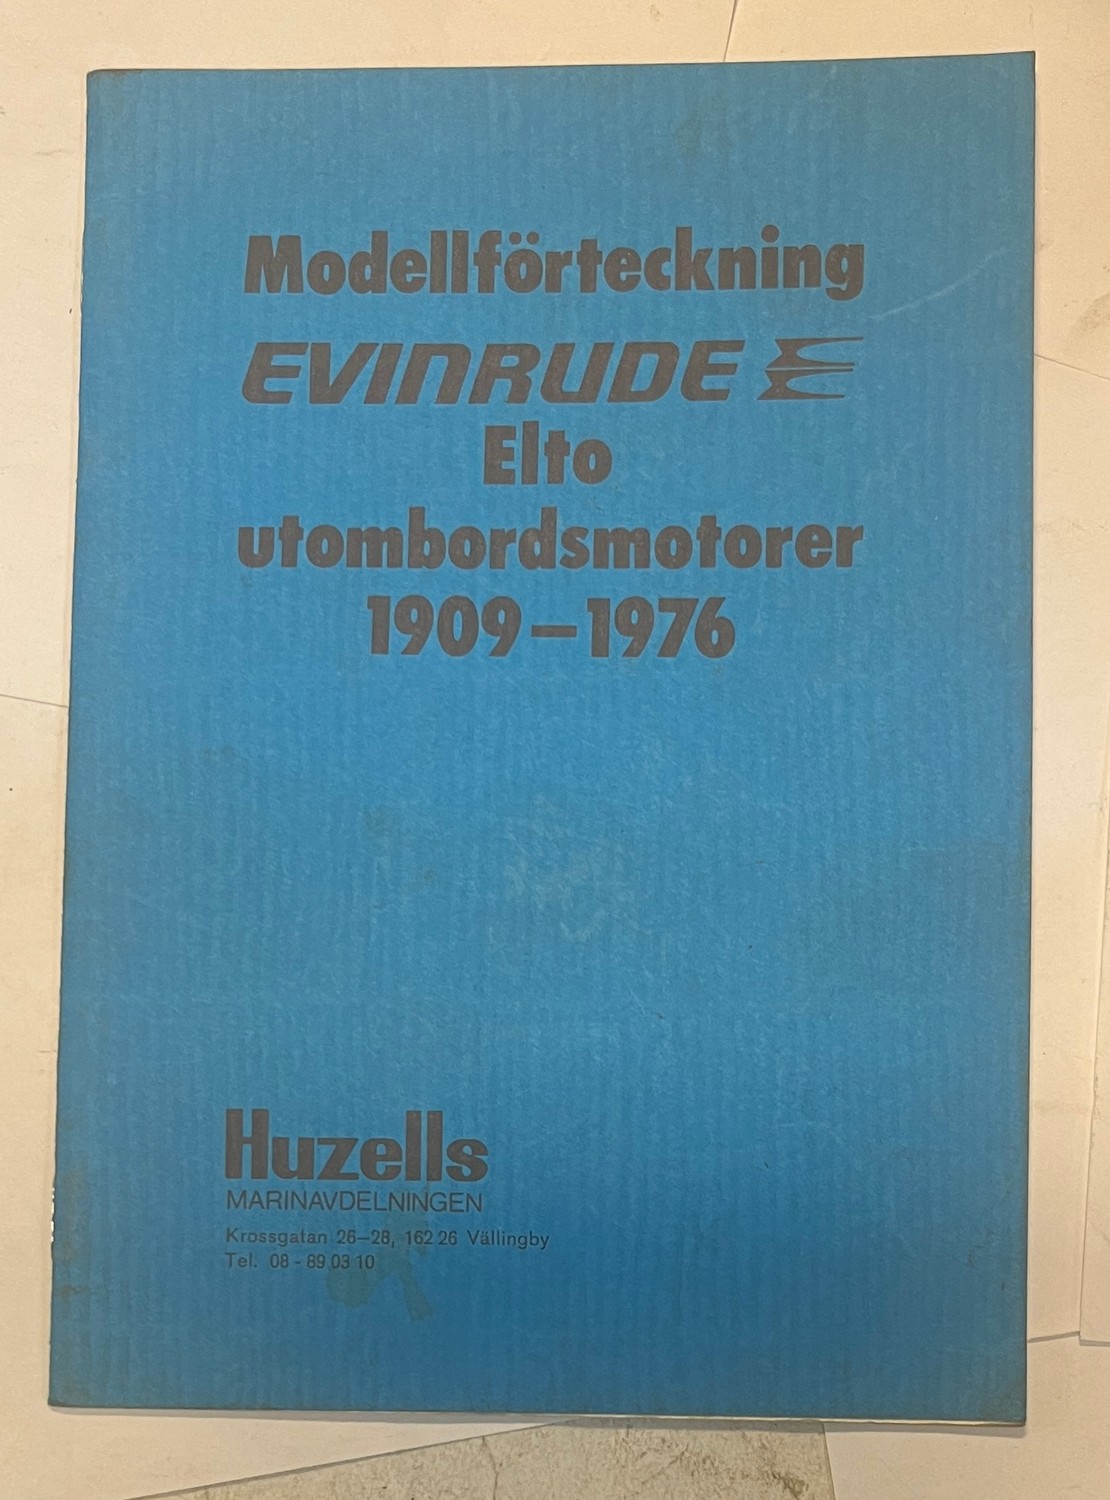 Modellförteckning
EVINRUDE
Elto
utombordsmotorer
1909–1976
Huzells
MARINAVDELNINGEN
Krossgatan 26–28, 162 26 Vällingby
Tel. 08 - 89 03 10